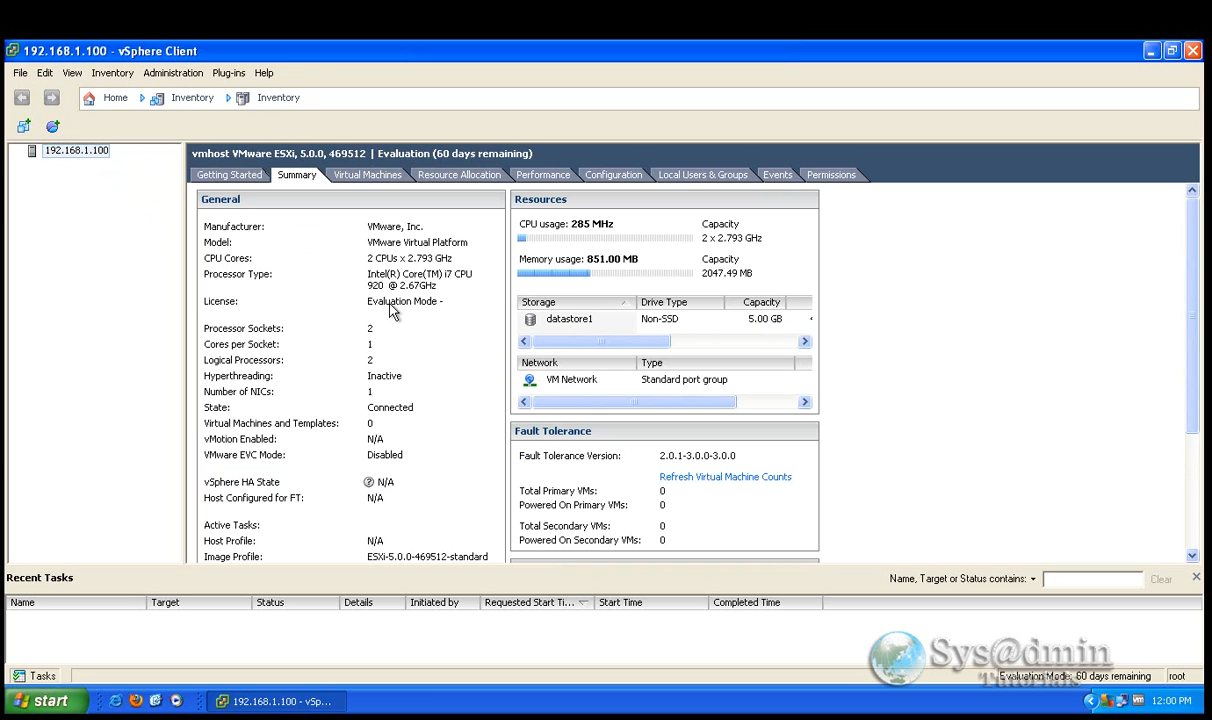 192.168.1.100 - vSphere Client
File Edit View Inventory Administration Plug-ins Help
Home Inventory Inventory
192.168.1.100
vmhost VMware ESXi, 5.0.0, 469512 | Evaluation (60 days remaining)
Getting Started Summary Virtual Machines Resource Allocation Performance Configuration Local Users & Groups Events Permissions
General
Manufacturer: VMware, Inc.
Model: VMware Virtual Platform
CPU Cores: 2 CPUs x 2.793 GHz
Processor Type: Intel(R) Core(TM) i7 CPU
920 @ 2.67GHz
License: Evaluation Mode -
Processor Sockets: 2
Cores per Socket: 1
Logical Processors: 2
Hyperthreading: Inactive
Number of NICs: 1
State: Connected
Virtual Machines and Templates: 0
vMotion Enabled: N/A
VMware EVC Mode: Disabled
vSphere HA State N/A
Host Configured for FT: N/A
Active Tasks:
Host Profile: N/A
Image Profile: ESXi-5.0.0-469512-standard
Resources
CPU usage: 285 MHz Capacity
2 x 2.793 GHz
Memory usage: 851.00 MB Capacity
2047.49 MB
Storage Drive Type Capacity
datastore1 Non-SSD 5.00 GB
Network Type
VM Network Standard port group
Fault Tolerance
Fault Tolerance Version: 2.0.1-3.0.0-3.0.0
Refresh Virtual Machine Counts
Total Primary VMs: 0
Powered On Primary VMs: 0
Total Secondary VMs: 0
Powered On Secondary VMs: 0
Recent Tasks
Name, Target or Status contains: Clear
Name Target Status Details Initiated by Requested Start Ti... Start Time Completed Time
Sys@dmin
Tutorials
Tasks Evaluation Mode: 60 days remaining root
start 192.168.1.100 - vSp... 12:00 PM